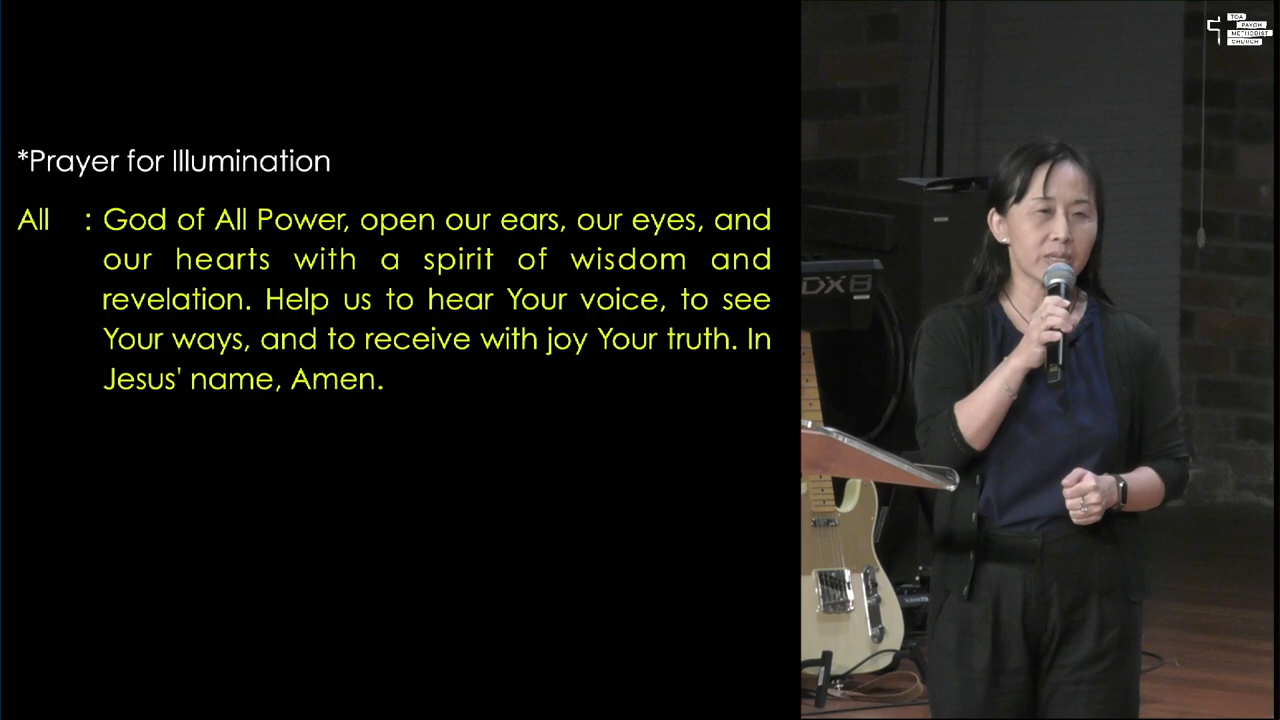 *Prayer for Illumination
All : God of All Power, open our ears, our eyes, and
our hearts with a spirit of wisdom and
revelation. Help us to hear Your voice, to see
Your ways, and to receive with joy Your truth. In
Jesus' name, Amen.
TOA
PAYOH
METHODIST
CHURCH
DX8